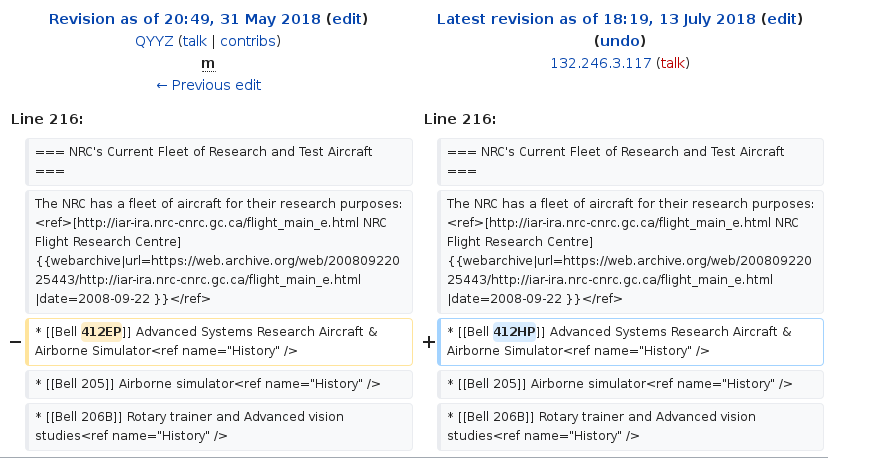 Revision as of 20:49, 31 May 2018 (edit)
QYYZ (talk | contribs)
m
← Previous edit
Latest revision as of 18:19, 13 July 2018 (edit)
(undo)
132.246.3.117 (talk)
Line 216:
Line 216:
=== NRC's Current Fleet of Research and Test Aircraft
===
=== NRC's Current Fleet of Research and Test Aircraft
===
The NRC has a fleet of aircraft for their research purposes:
<ref>[http://iar-ira.nrc-cnrc.gc.ca/flight_main_e.html NRC
Flight Research Centre]
{{webarchive|url=https://web.archive.org/web/200809220
25443/http://iar-ira.nrc-cnrc.gc.ca/flight_main_e.html
|date=2008-09-22 }}</ref>
The NRC has a fleet of aircraft for their research purposes:
<ref>[http://iar-ira.nrc-cnrc.gc.ca/flight_main_e.html NRC
Flight Research Centre]
{{webarchive|url=https://web.archive.org/web/200809220
25443/http://iar-ira.nrc-cnrc.gc.ca/flight_main_e.html
|date=2008-09-22 }}</ref>
− * [[Bell 412EP]] Advanced Systems Research Aircraft &
Airborne Simulator<ref name="History" />
+ * [[Bell 412HP]] Advanced Systems Research Aircraft &
Airborne Simulator<ref name="History" />
* [[Bell 205]] Airborne simulator<ref name="History" />
* [[Bell 205]] Airborne simulator<ref name="History" />
* [[Bell 206B]] Rotary trainer and Advanced vision
studies<ref name="History" />
* [[Bell 206B]] Rotary trainer and Advanced vision
studies<ref name="History" />